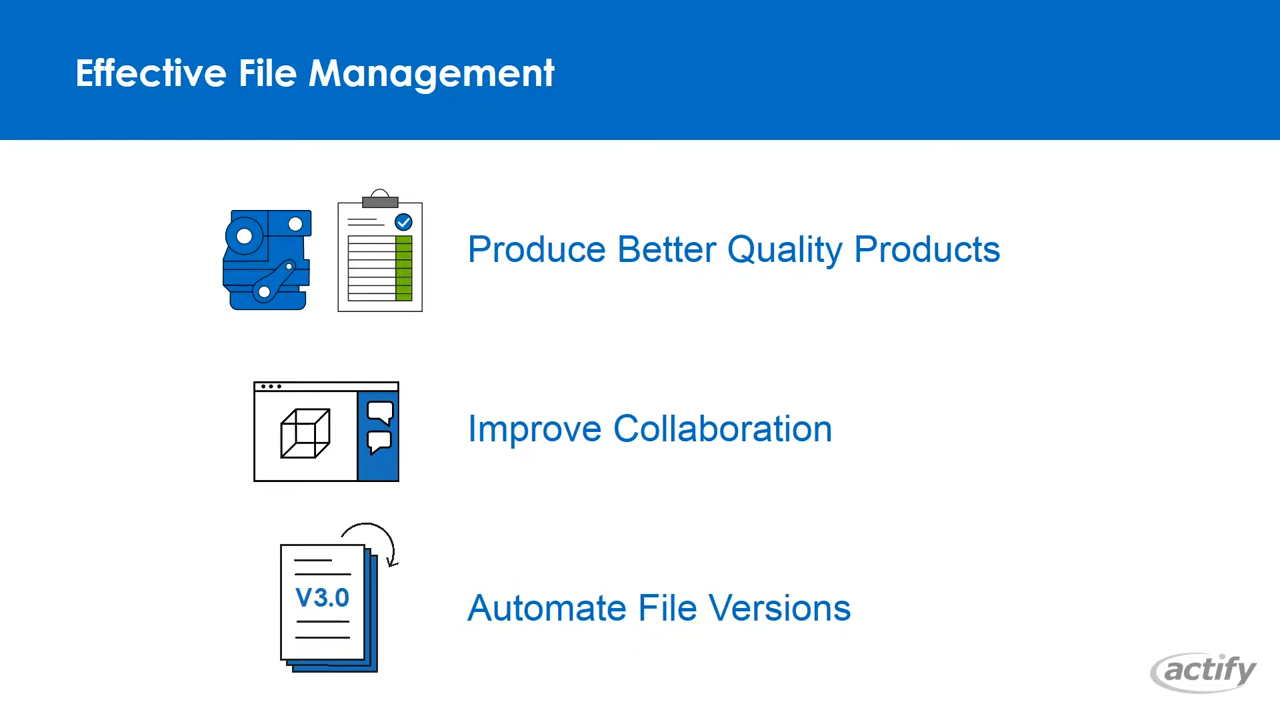 Effective File Management
Produce Better Quality Products
Improve Collaboration
V3.0
Automate File Versions
actify